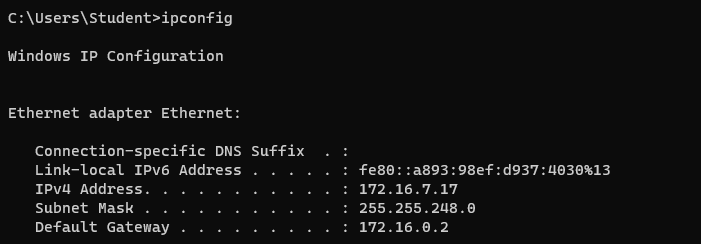 C:\Users\Student>ipconfig
Windows IP Configuration
Ethernet adapter Ethernet:
Connection-specific DNS Suffix  . :
Link-local IPv6 Address . . . . . : fe80::a893:98ef:d937:4030%13
IPv4 Address. . . . . . . . . . . : 172.16.7.17
Subnet Mask . . . . . . . . . . . : 255.255.248.0
Default Gateway . . . . . . . . . : 172.16.0.2